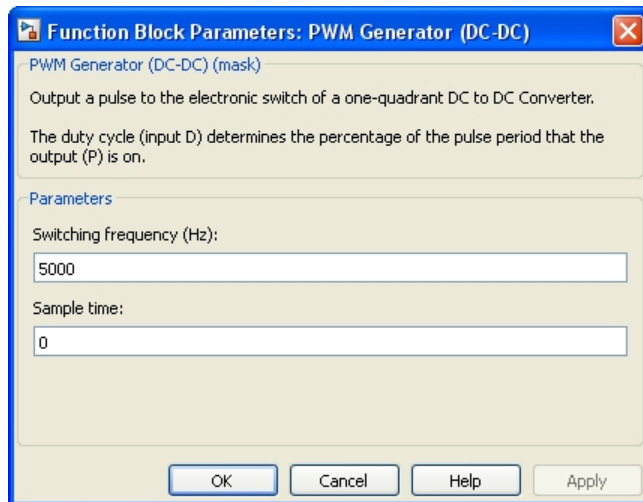 Function Block Parameters: PWM Generator (DC-DC)
PWM Generator (DC-DC) (mask)
Output a pulse to the electronic switch of a one-quadrant DC to DC Converter.
The duty cycle (input D) determines the percentage of the pulse period that the
output (P) is on.
Parameters
Switching frequency (Hz):
5000
Sample time:
0
OK Cancel Help Apply